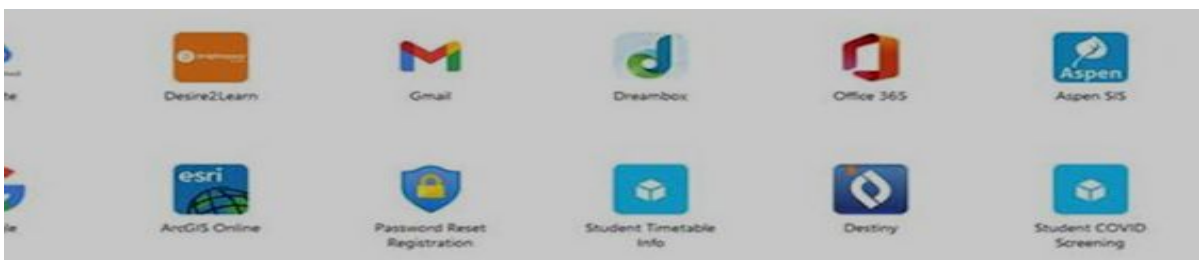 Desire2Learn
Gmail
Dreambox
Office 365
Aspen
Aspen SIS
esri
ArcGIS Online
Password Reset
Registration
Student Timetable
Info
Destiny
Student COVID
Screening